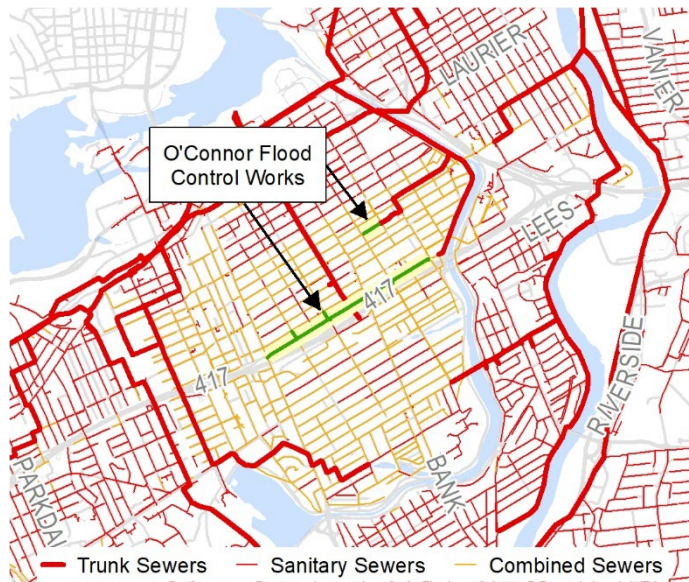 LAURIER
VANIER
O'Connor Flood
Control Works
LEES
417
417
RIVERSIDE
PARKDA
BANK
Trunk Sewers
Sanitary Sewers
Combined Sewers